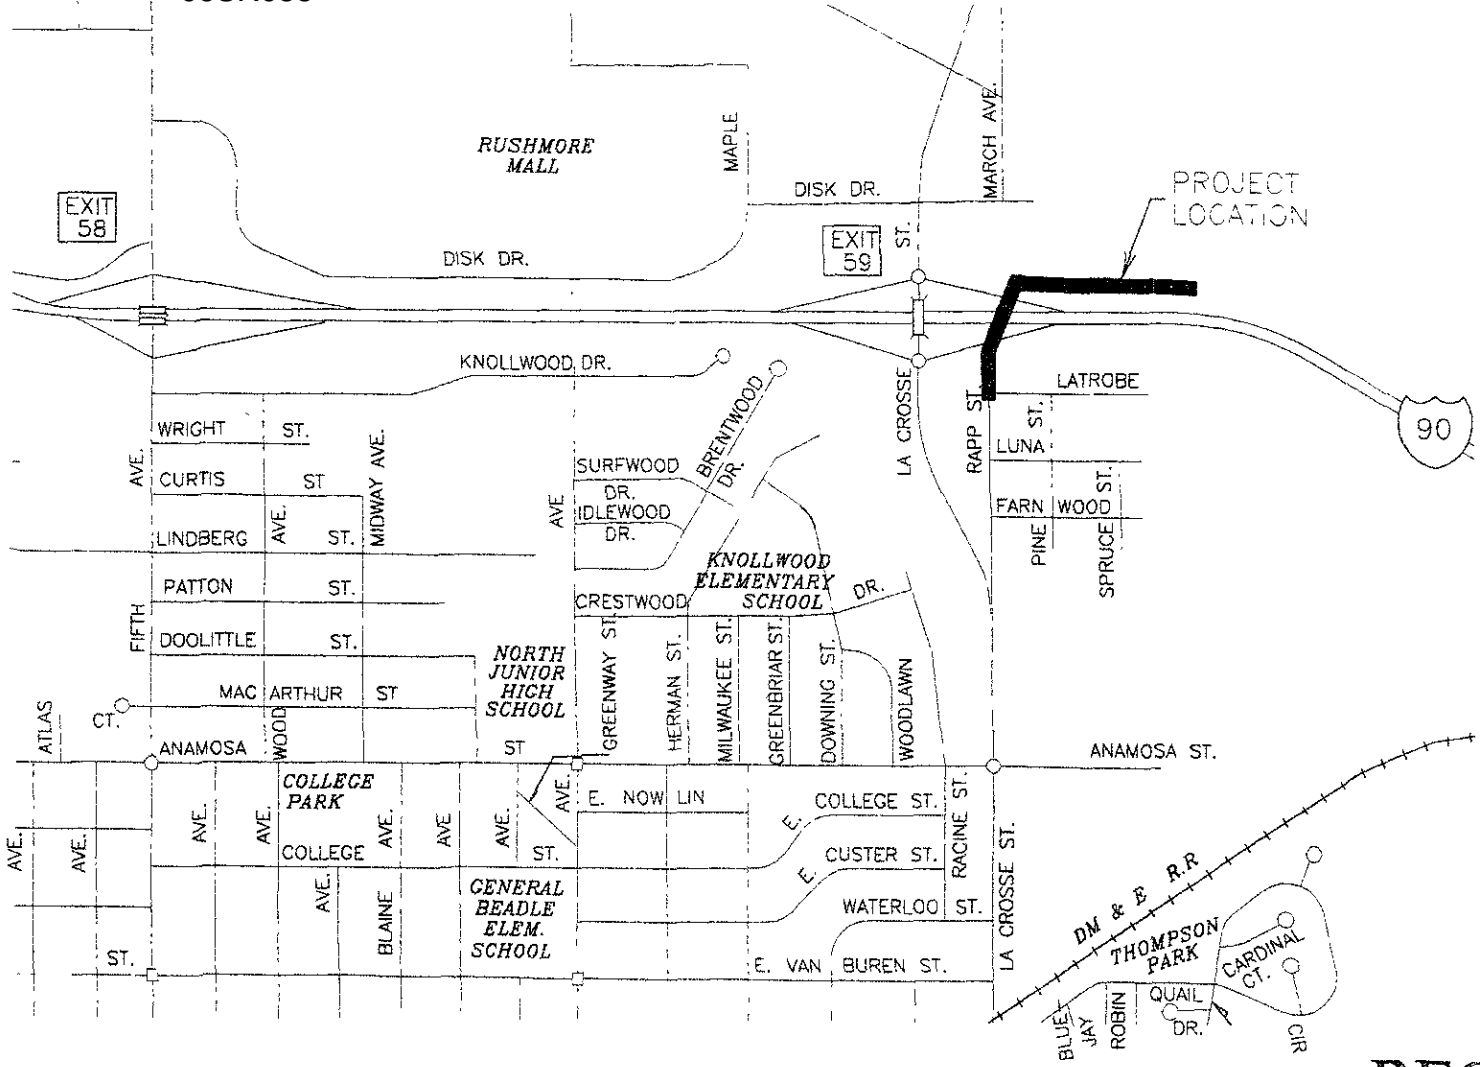 RUSHMORE
MALL
MAPLE
MARCH AVE.
DISK DR.
PROJECT
LOCATION
EXIT
58
EXIT
59
ST.
DISK DR.
KNOLLWOOD DR.
LATROBE
90
WRIGHT ST.
AVE.
MIDWAY AVE.
BRENTWOOD
DR.
LA CROSSE
RAPP ST.
ST.
LUNA
CURTIS ST
SURFWOOD
DR.
IDLEWOOD
DR.
AVE
FARN WOOD
PINE
SPRUCE ST.
LINDBERG ST.
AVE.
KNOLLWOOD
ELEMENTARY
SCHOOL
PATTON ST.
CRESTWOOD DR.
FIFTH
DOOLITTLE ST.
NORTH
JUNIOR
HIGH
SCHOOL
GREENWAY ST.
HERMAN ST.
MILWAUKEE ST.
GREENBRIAR ST.
DOWNING ST.
WOODLAWN
MAC ARTHUR ST
ATLAS
CT.
WOOD
ANAMOSA ST
ANAMOSA ST.
COLLEGE
PARK
AVE.
E. NOW LIN
E. COLLEGE ST.
RACINE ST.
AVE.
AVE.
AVE.
AVE.
AVE.
AVE
AVE.
COLLEGE ST.
E. CUSTER ST.
LA CROSSE ST.
AVE.
BLAINE
GENERAL
BEADLE
ELEM.
SCHOOL
WATERLOO ST.
DM & E R.R
THOMPSON
PARK
CARDINAL
CT.
ST.
E. VAN BUREN ST.
BLUE
JAY
ROBIN
QUAIL
DR.
CIR